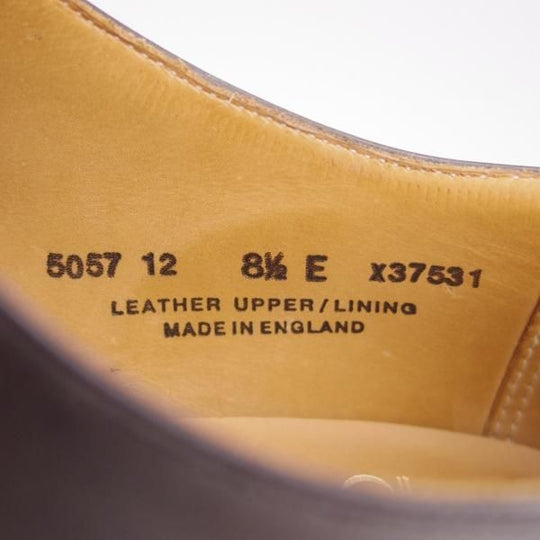 5057 12 8½ E X37531
LEATHER UPPER/LINING
MADE IN ENGLAND